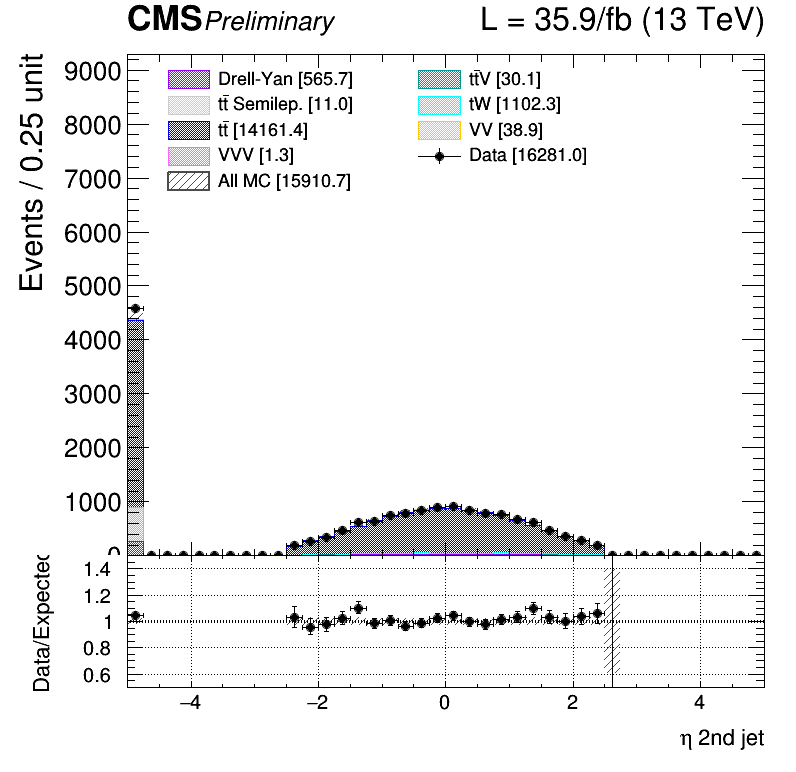 CMS Preliminary L = 35.9/fb (13 TeV)
Events / 0.25 unit
9000
8000
7000
6000
5000
4000
3000
2000
1000
0
Drell-Yan [565.7]
tt̄ Semilep. [11.0]
tt̄ [14161.4]
VVV [1.3]
All MC [15910.7]
tt̄V [30.1]
tW [1102.3]
VV [38.9]
Data [16281.0]
Data/Expected
1.4
1.2
1
0.8
0.6
−4 −2 0 2 4
η 2nd jet